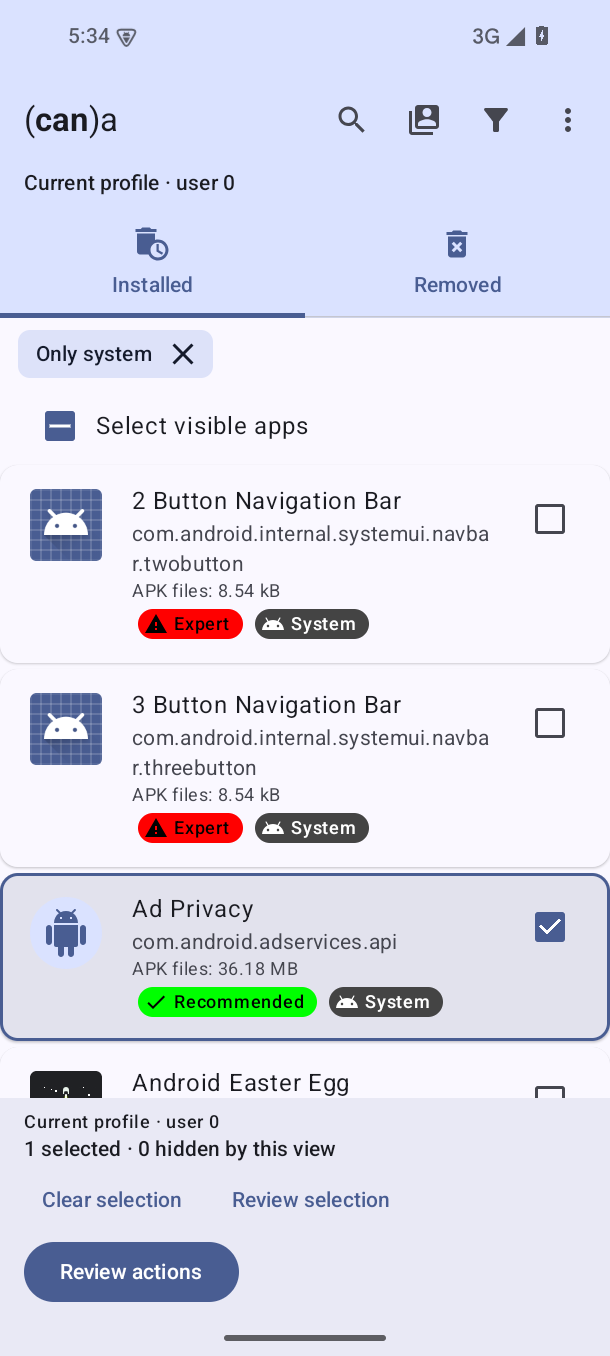 5:34
3G
(can)a
Current profile · user 0
Installed
Removed
Only system
Select visible apps
2 Button Navigation Bar
com.android.internal.systemui.navba
r.twobutton
APK files: 8.54 kB
Expert
System
3 Button Navigation Bar
com.android.internal.systemui.navba
r.threebutton
APK files: 8.54 kB
Expert
System
Ad Privacy
com.android.adservices.api
APK files: 36.18 MB
Recommended
System
Android Easter Egg
Current profile · user 0
1 selected · 0 hidden by this view
Clear selection
Review selection
Review actions